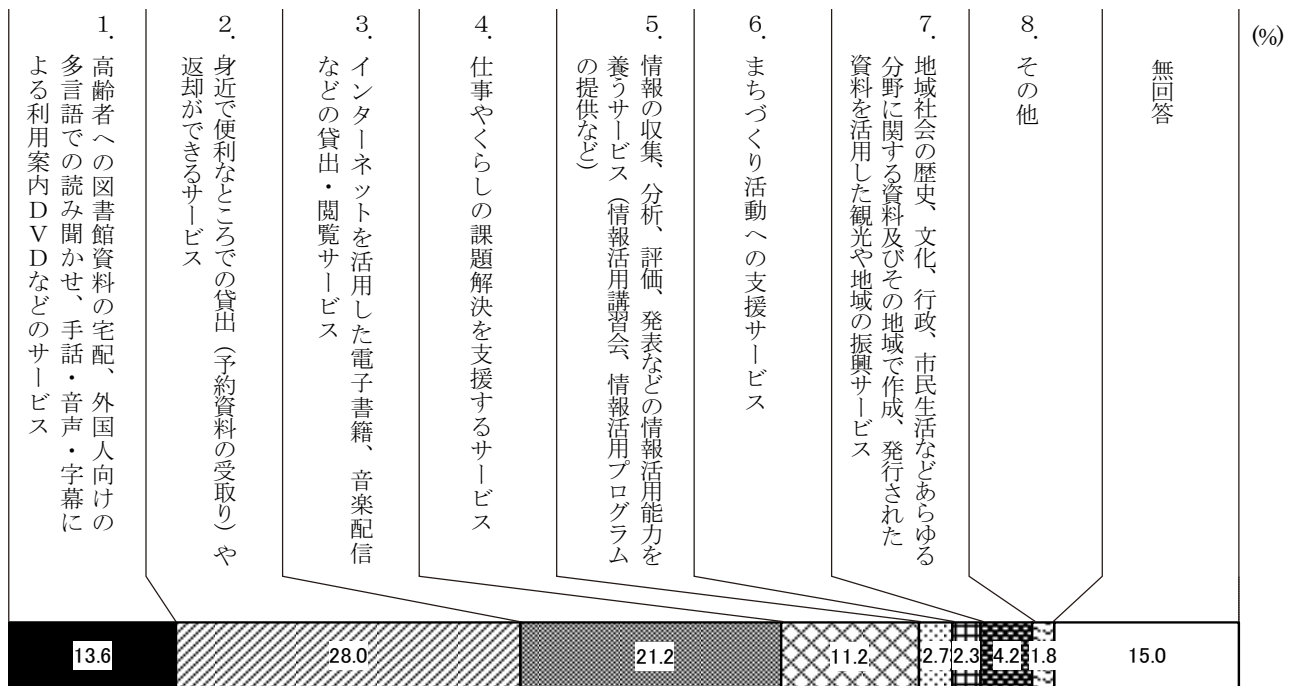 1.
高齢者への図書館資料の宅配、外国人向けの
多言語での読み聞かせ、手話・音声・字幕に
よる利用案内DVDなどのサービス
2.
身近で便利なところでの貸出（予約資料の受取り）や
返却ができるサービス
3.
インターネットを活用した電子書籍、音楽配信
などの貸出・閲覧サービス
4.
仕事やくらしの課題解決を支援するサービス
5.
情報の収集、分析、評価、発表などの情報活用能力を
養うサービス（情報活用講習会、情報活用プログラム
の提供など）
6.
まちづくり活動への支援サービス
7.
地域社会の歴史、文化、行政、市民生活などあらゆる
分野に関する資料及びその地域で作成、発行された
資料を活用した観光や地域の振興サービス
8.
その他
無回答
(%)
13.6
28.0
21.2
11.2
2.7
2.3
4.2
1.8
15.0